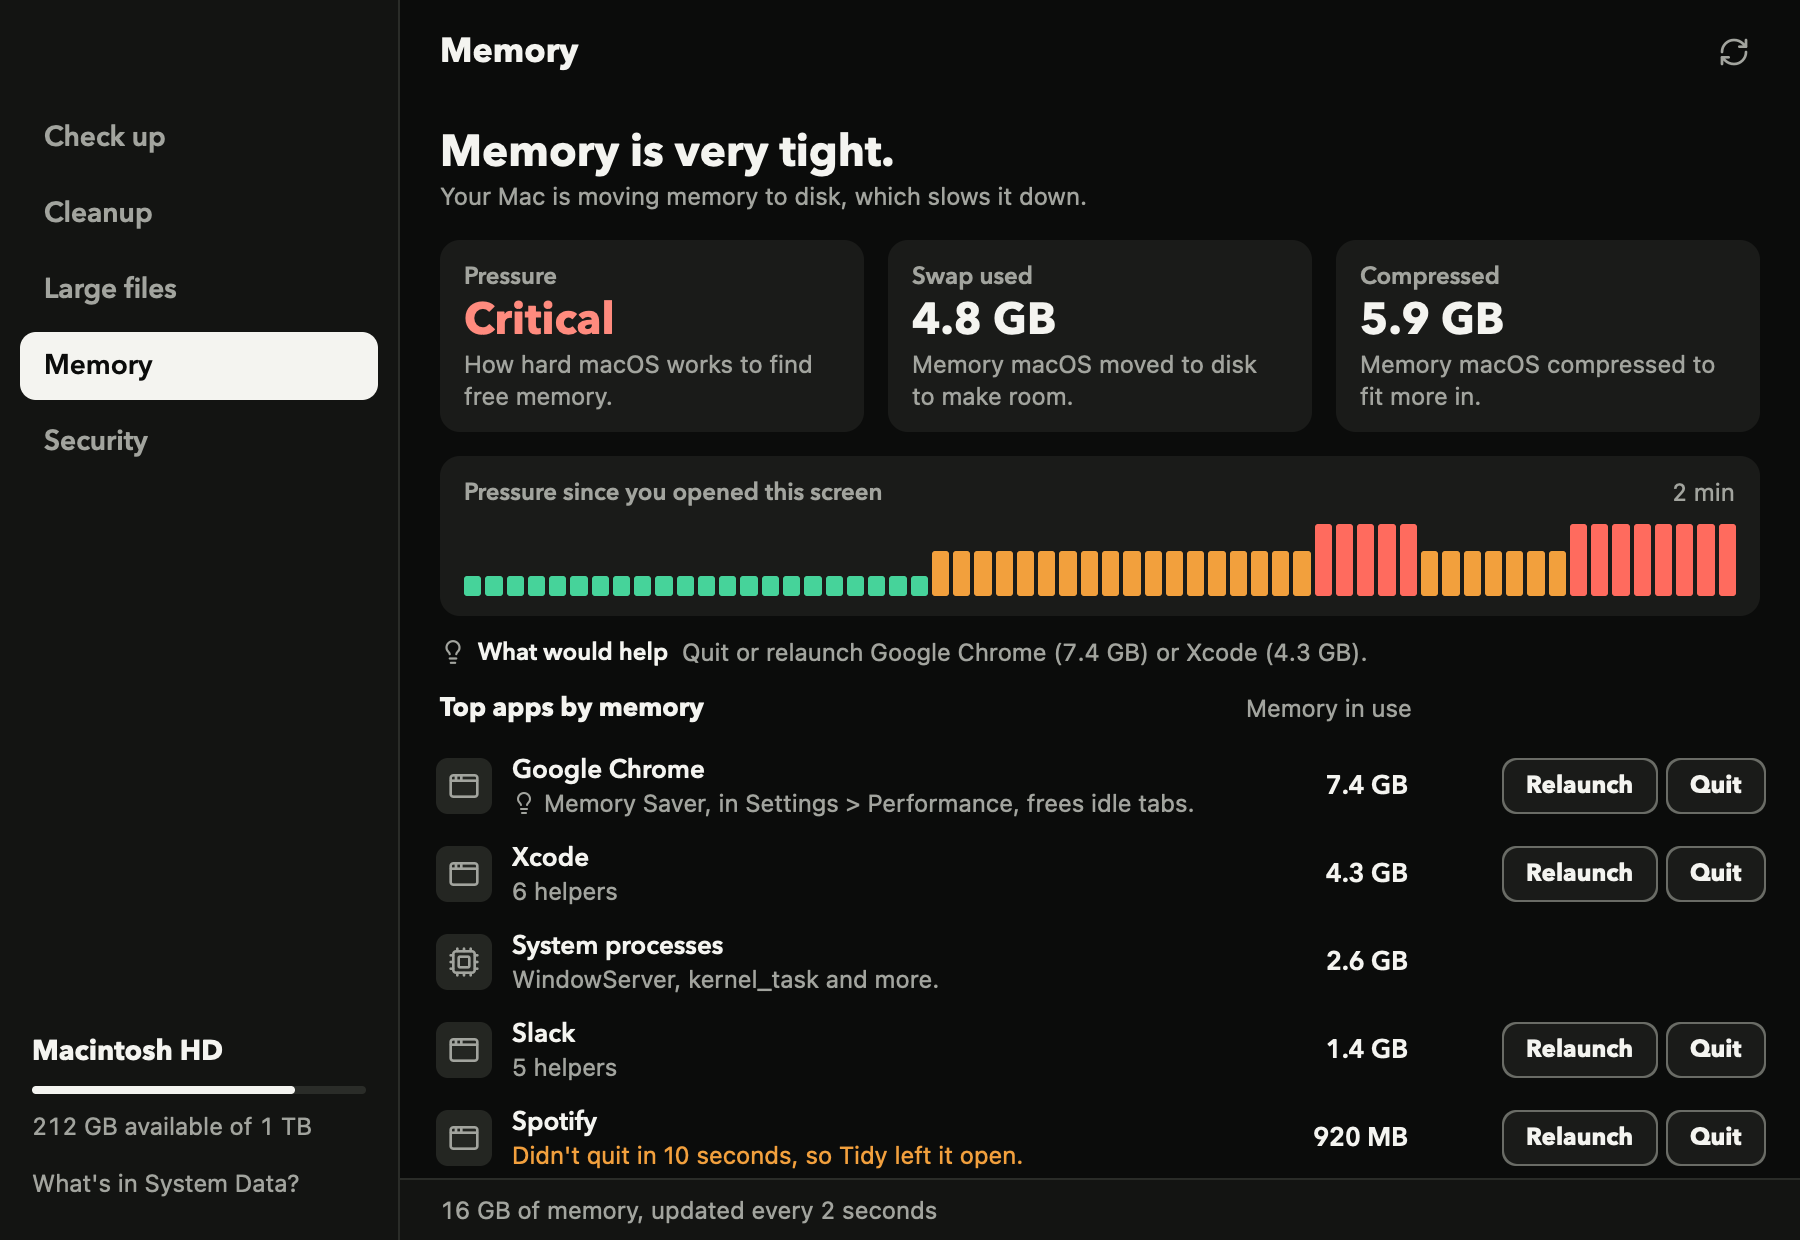 Memory
Check up
Cleanup
Large files
Memory
Security
Memory is very tight.
Your Mac is moving memory to disk, which slows it down.
Pressure
Critical
How hard macOS works to find
free memory.
Swap used
4.8 GB
Memory macOS moved to disk
to make room.
Compressed
5.9 GB
Memory macOS compressed to
fit more in.
Pressure since you opened this screen
2 min
What would help Quit or relaunch Google Chrome (7.4 GB) or Xcode (4.3 GB).
Top apps by memory
Memory in use
Google Chrome
Memory Saver, in Settings > Performance, frees idle tabs.
7.4 GB
Relaunch
Quit
Xcode
6 helpers
4.3 GB
Relaunch
Quit
System processes
WindowServer, kernel_task and more.
2.6 GB
Slack
5 helpers
1.4 GB
Relaunch
Quit
Spotify
Didn't quit in 10 seconds, so Tidy left it open.
920 MB
Relaunch
Quit
Macintosh HD
212 GB available of 1 TB
What's in System Data?
16 GB of memory, updated every 2 seconds